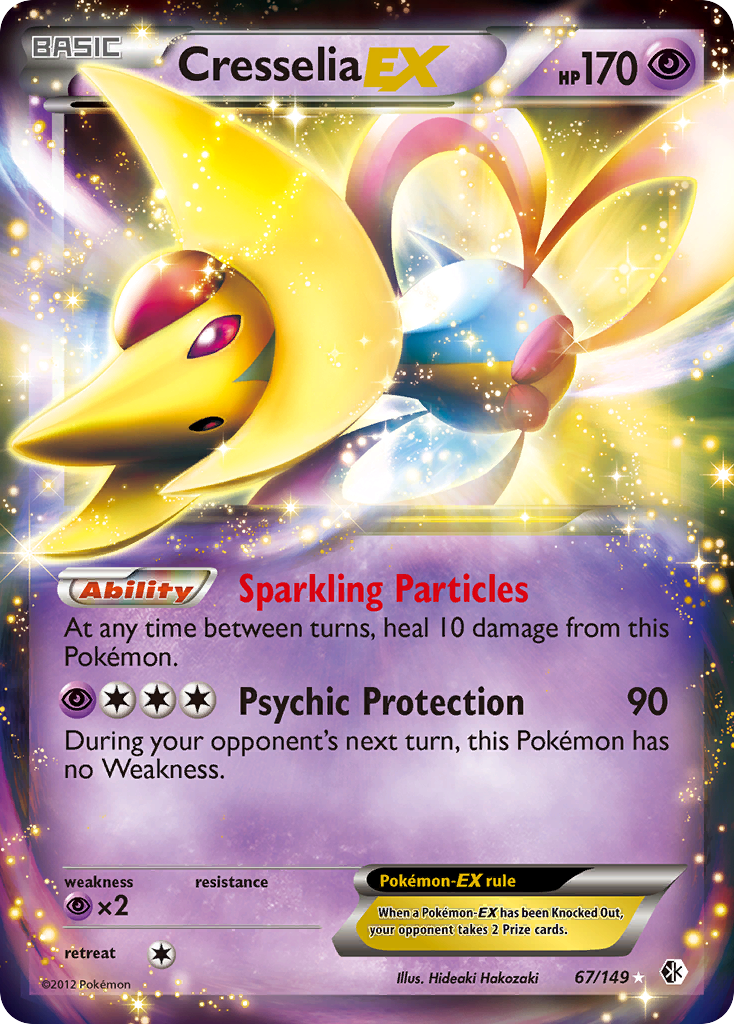 BASIC
Cresselia EX
HP 170
Ability Sparkling Particles
At any time between turns, heal 10 damage from this
Pokémon.
Psychic Protection 90
During your opponent's next turn, this Pokémon has
no Weakness.
weakness resistance
×2
Pokémon-EX rule
When a Pokémon-EX has been Knocked Out,
your opponent takes 2 Prize cards.
retreat
©2012 Pokémon
Illus. Hideaki Hakozaki 67/149